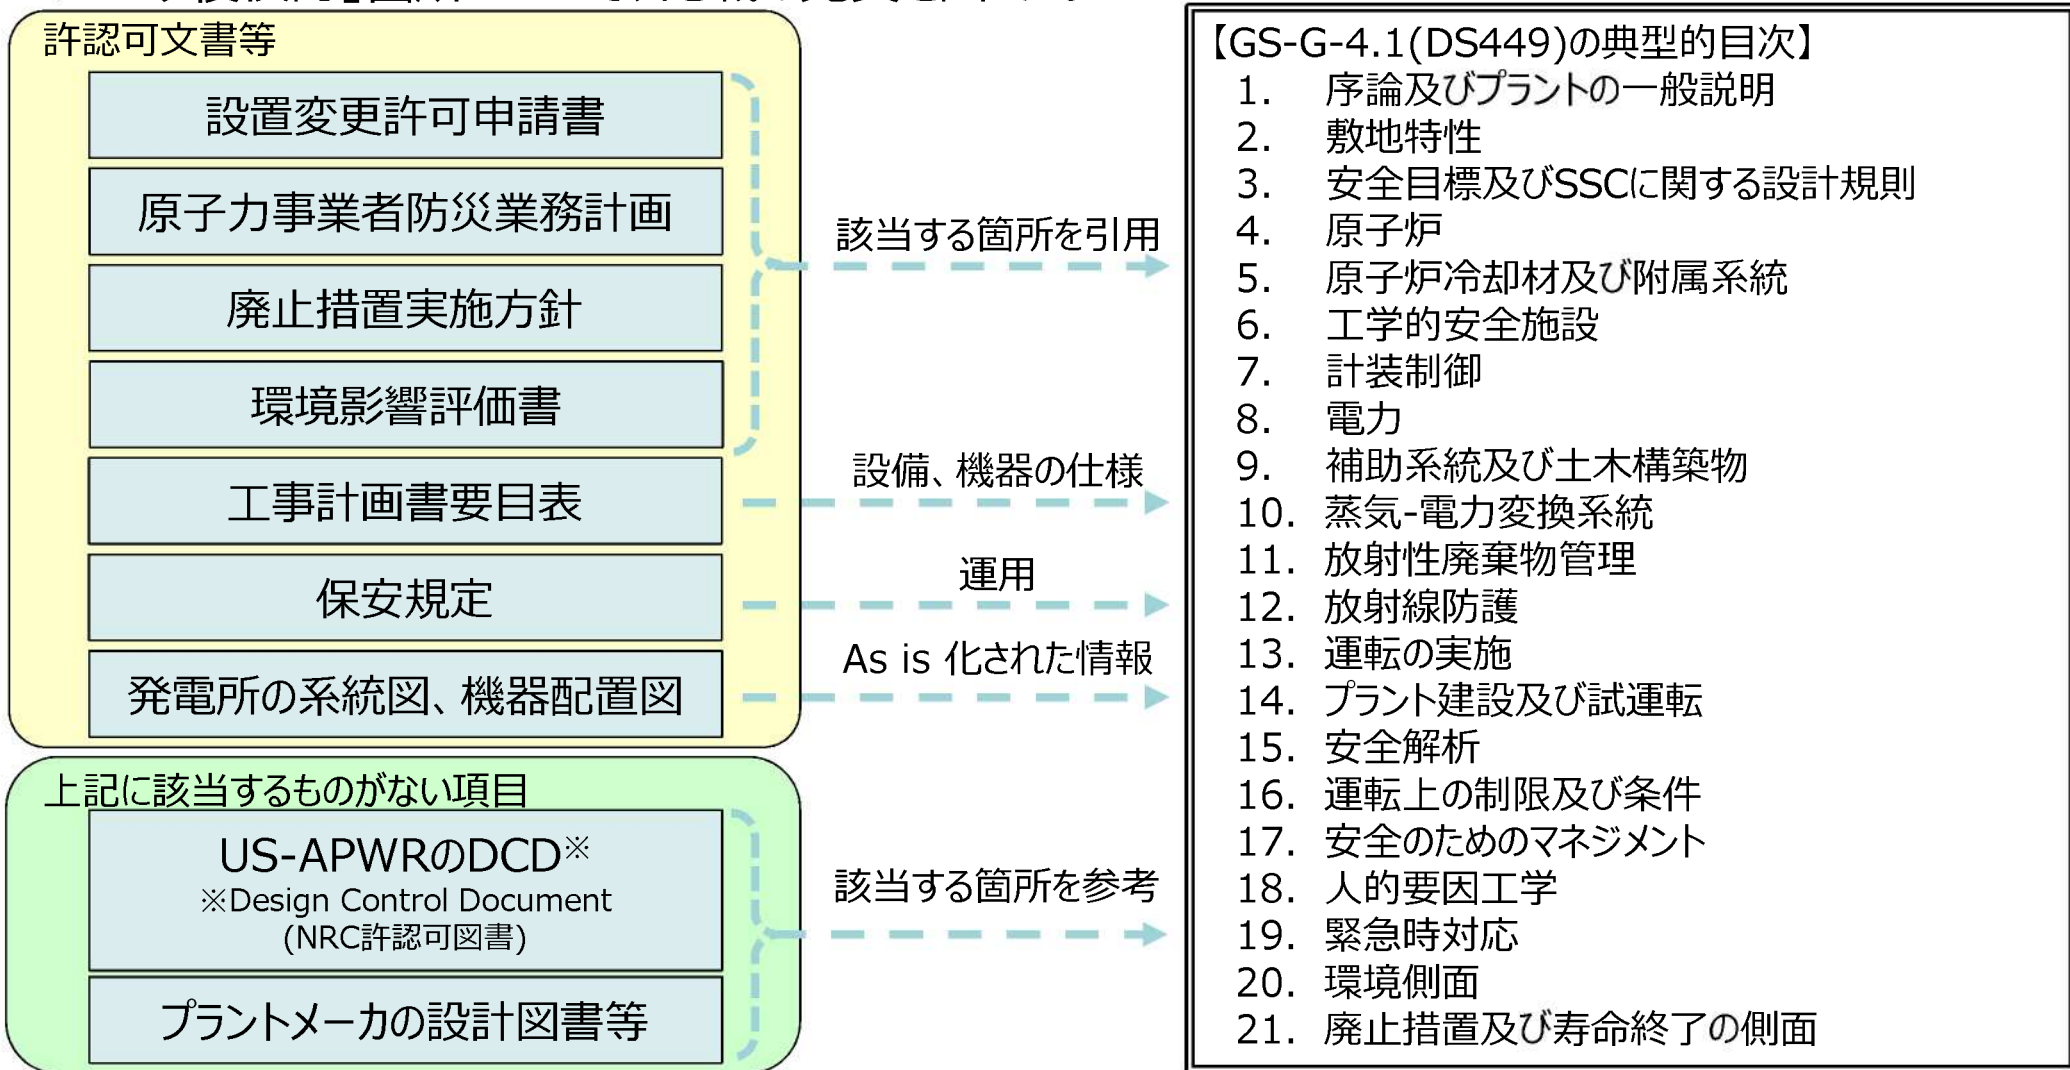 許認可文書等
設置変更許可申請書
原子力事業者防災業務計画
廃止措置実施方針
環境影響評価書
工事計画書要目表
保安規定
発電所の系統図、機器配置図
上記に該当するものがない項目
US-APWRのDCD※
※Design Control Document
(NRC許認可図書)
プラントメーカの設計図書等
該当する箇所を引用
設備、機器の仕様
運用
As is 化された情報
該当する箇所を参考
【GS-G-4.1(DS449)の典型的目次】
1. 序論及びプラントの一般説明
2. 敷地特性
3. 安全目標及びSSCに関する設計規則
4. 原子炉
5. 原子炉冷却材及び附属系統
6. 工学的安全施設
7. 計装制御
8. 電力
9. 補助系統及び土木構築物
10. 蒸気-電力変換系統
11. 放射性廃棄物管理
12. 放射線防護
13. 運転の実施
14. プラント建設及び試運転
15. 安全解析
16. 運転上の制限及び条件
17. 安全のためのマネジメント
18. 人的要因工学
19. 緊急時対応
20. 環境側面
21. 廃止措置及び寿命終了の側面